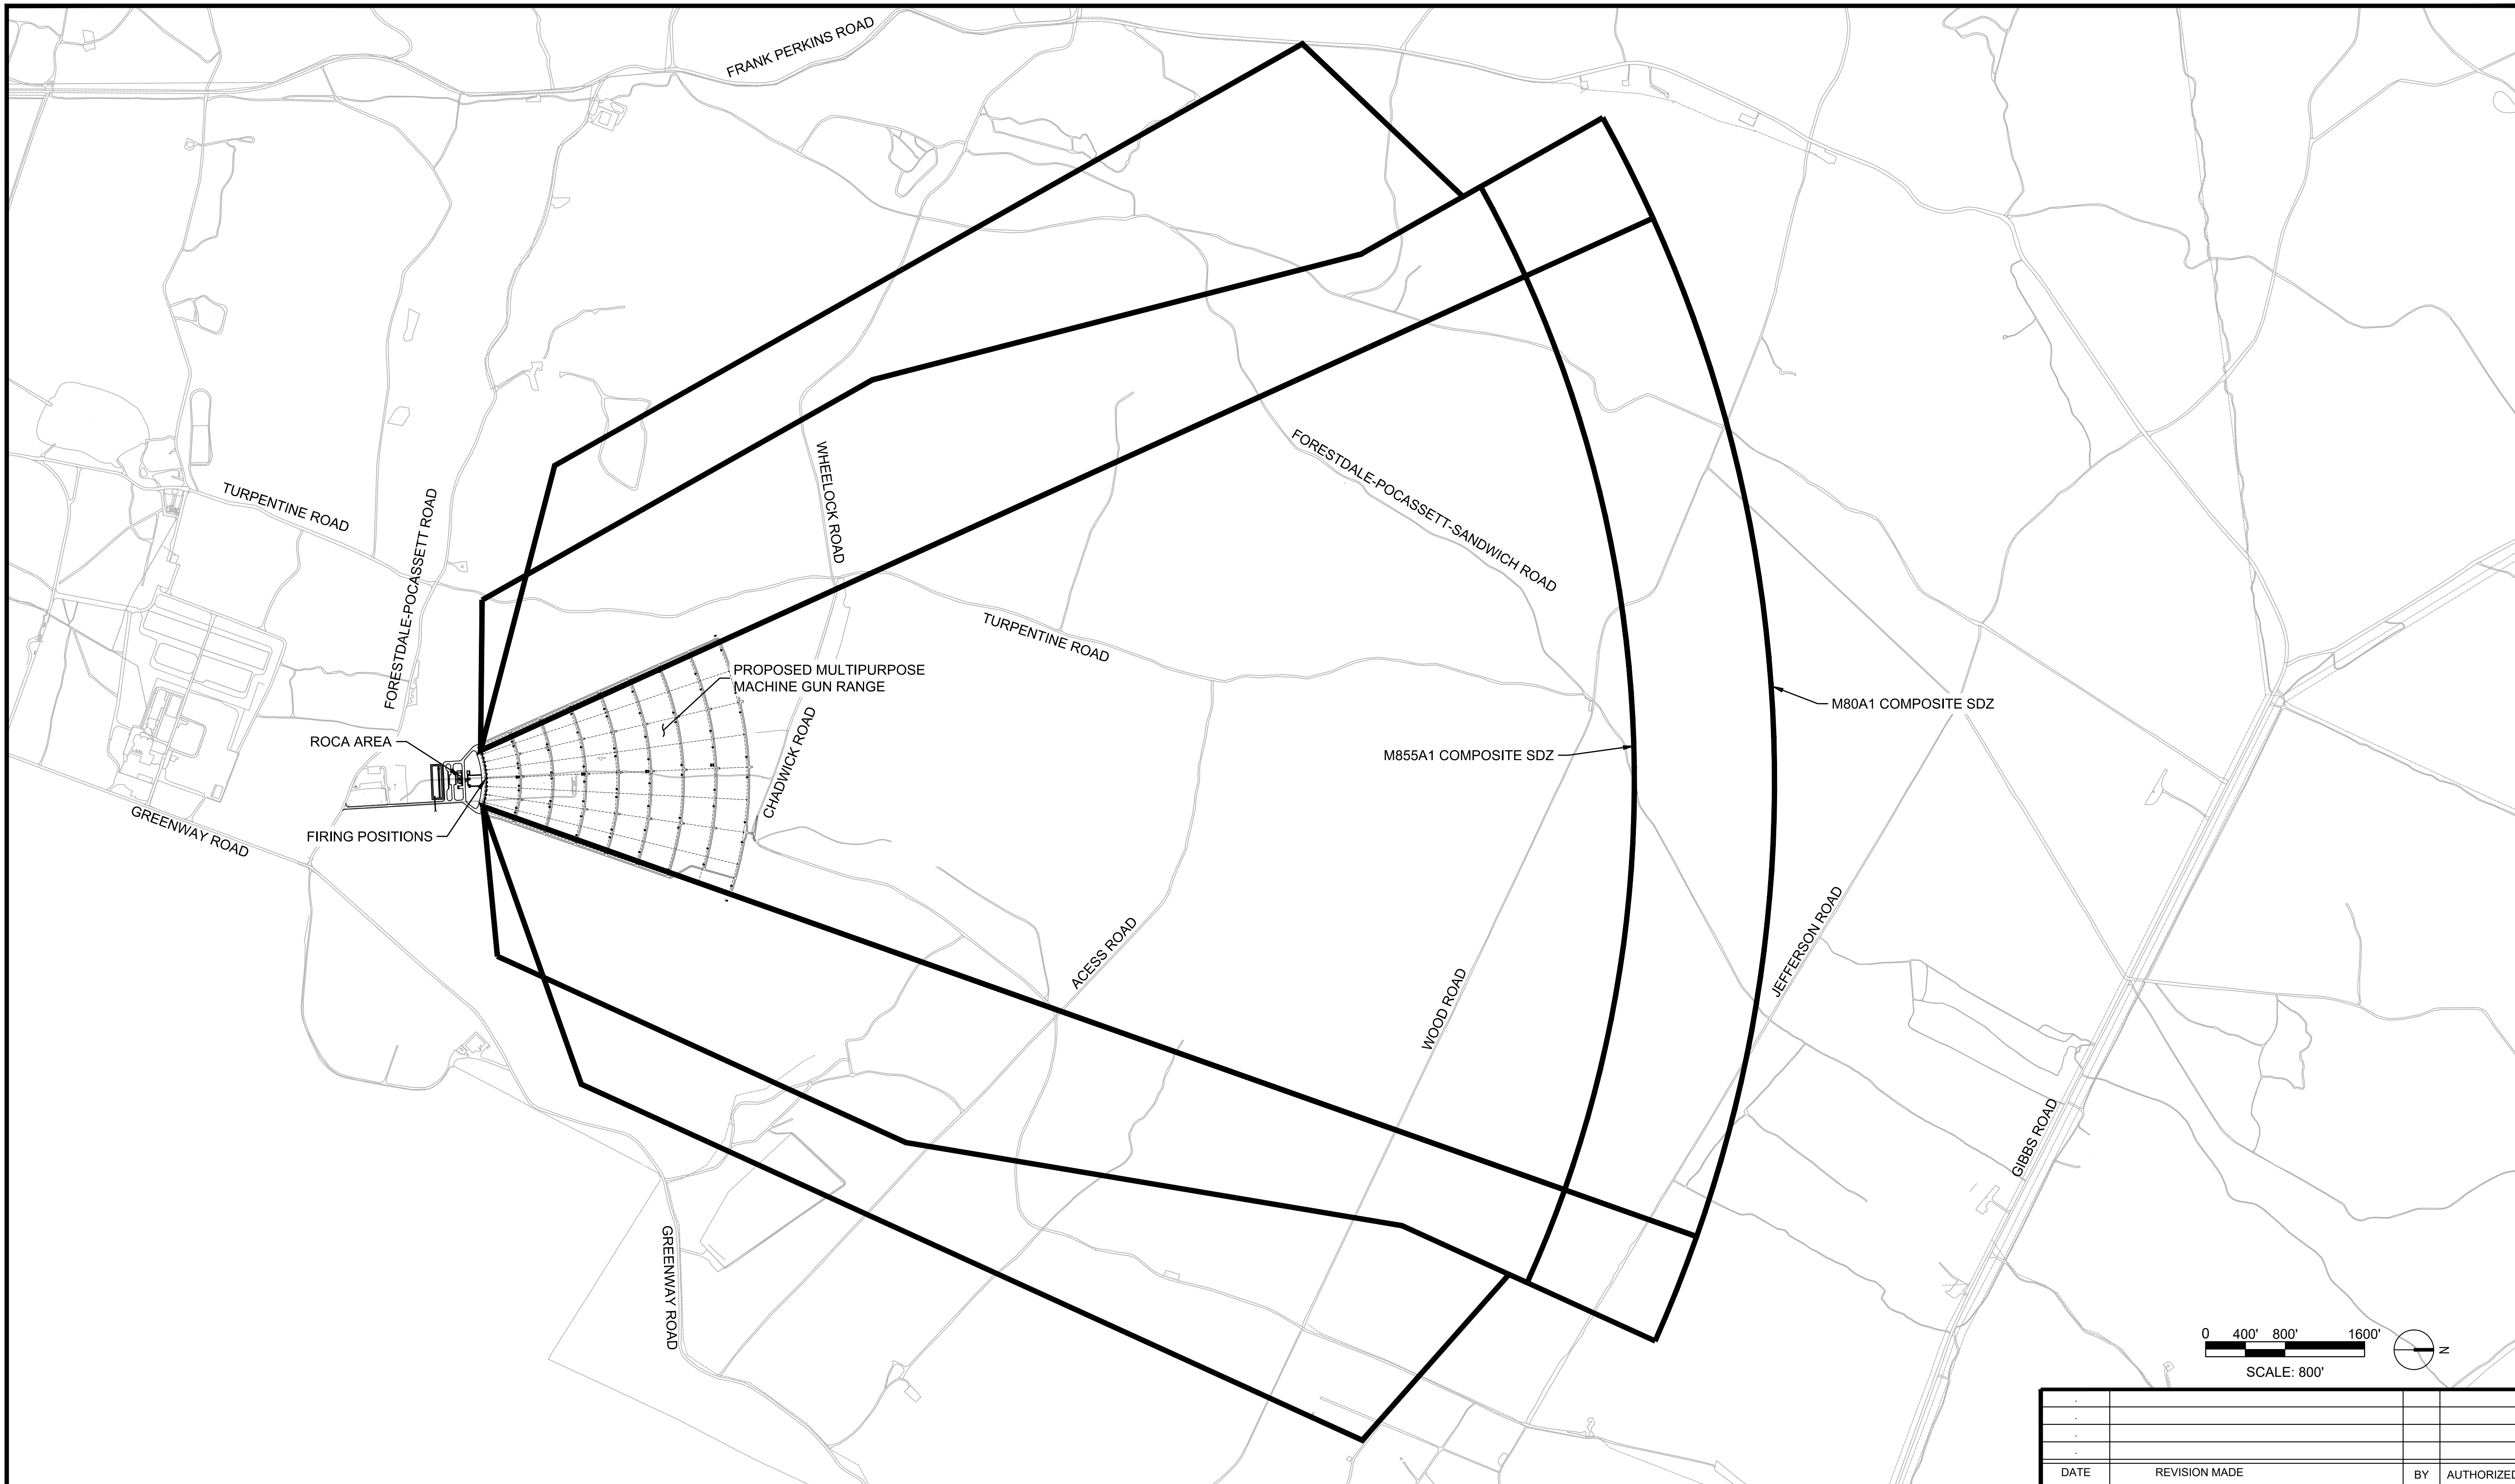 FRANK PERKINS ROAD
WHEELOCK ROAD
FORESTDALE-POCASSETT-SANDWICH ROAD
TURPENTINE ROAD
FORESTDALE-POCASSETT ROAD
TURPENTINE ROAD
PROPOSED MULTIPURPOSE
MACHINE GUN RANGE
M80A1 COMPOSITE SDZ
ROCA AREA
M855A1 COMPOSITE SDZ
CHADWICK ROAD
GREENWAY ROAD
FIRING POSITIONS
ACESS ROAD
JEFFERSON ROAD
WOOD ROAD
GIBBS ROAD
GREENWAY ROAD
0 400' 800' 1600'
N
SCALE: 800'
DATE REVISION MADE BY AUTHORIZED